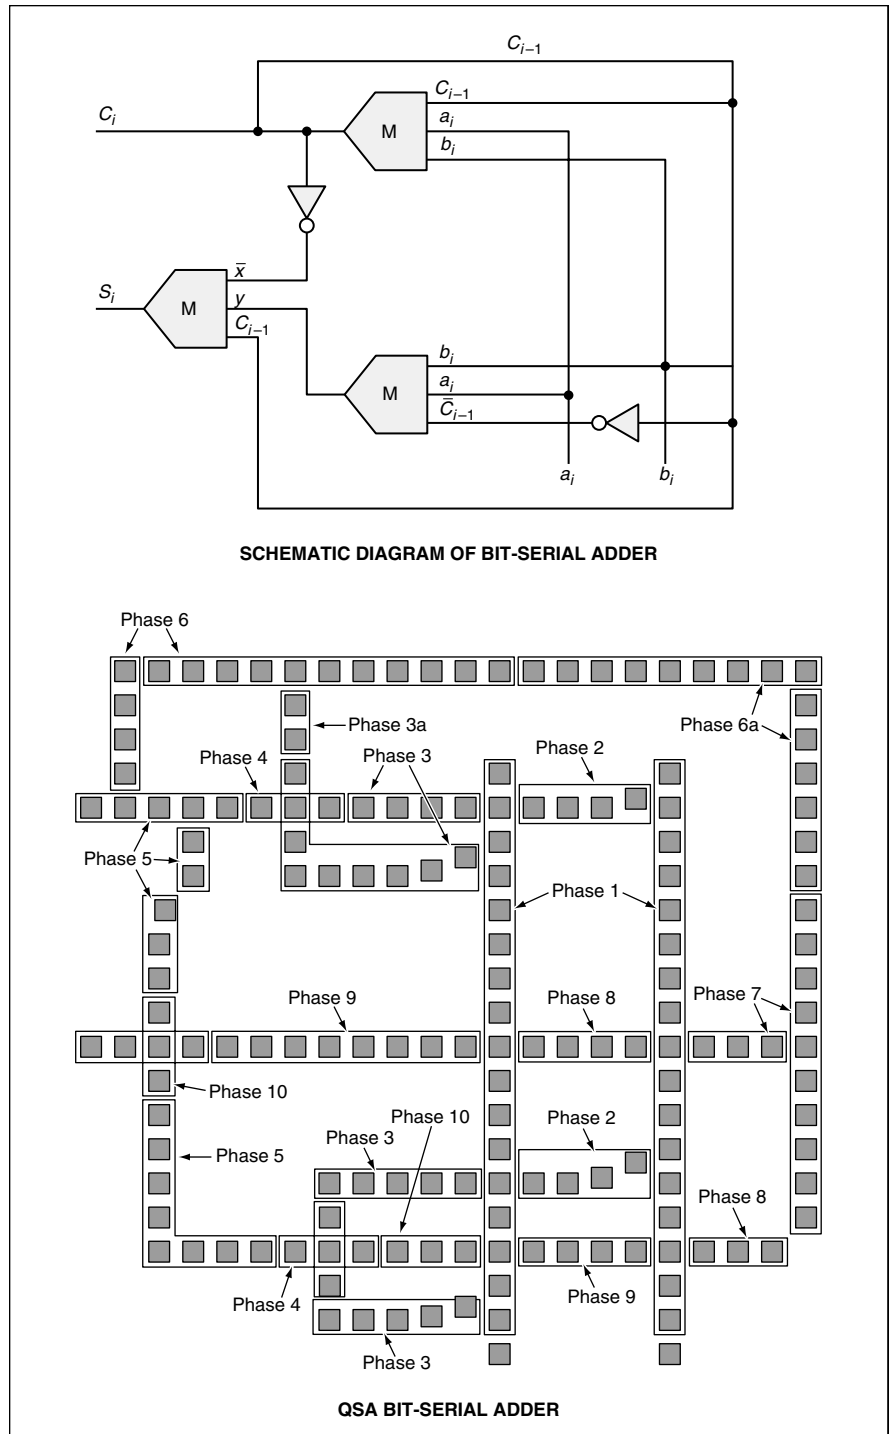 C_{i–1}
C_i
M
C_{i–1}
a_i
b_i
x̄
S_i
M
y
C_{i–1}
b_i
M
a_i
C̄_{i–1}
a_i
b_i
SCHEMATIC DIAGRAM OF BIT-SERIAL ADDER
Phase 6
Phase 3a
Phase 6a
Phase 4
Phase 3
Phase 2
Phase 5
Phase 1
Phase 9
Phase 8
Phase 7
Phase 10
Phase 10
Phase 2
Phase 3
Phase 5
Phase 8
Phase 4
Phase 9
Phase 3
QSA BIT-SERIAL ADDER